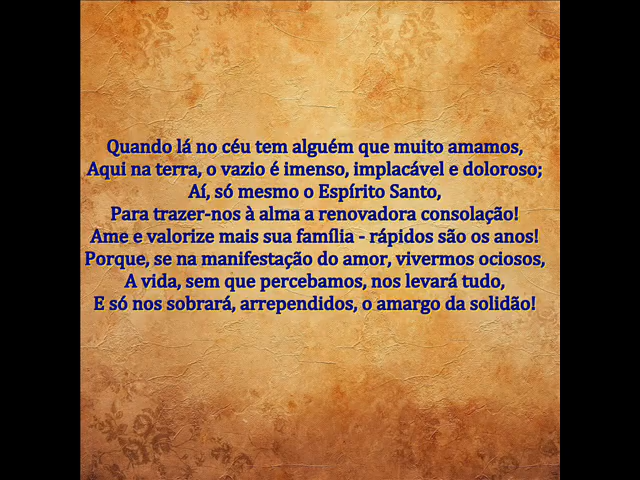 Quando lá no céu tem alguém que muito amamos,
Aqui na terra, o vazio é imenso, implacável e doloroso;
Aí, só mesmo o Espírito Santo,
Para trazer-nos à alma a renovadora consolação!
Ame e valorize mais sua família - rápidos são os anos!
Porque, se na manifestação do amor, vivermos ociosos,
A vida, sem que percebamos, nos levará tudo,
E só nos sobrará, arrependidos, o amargo da solidão!